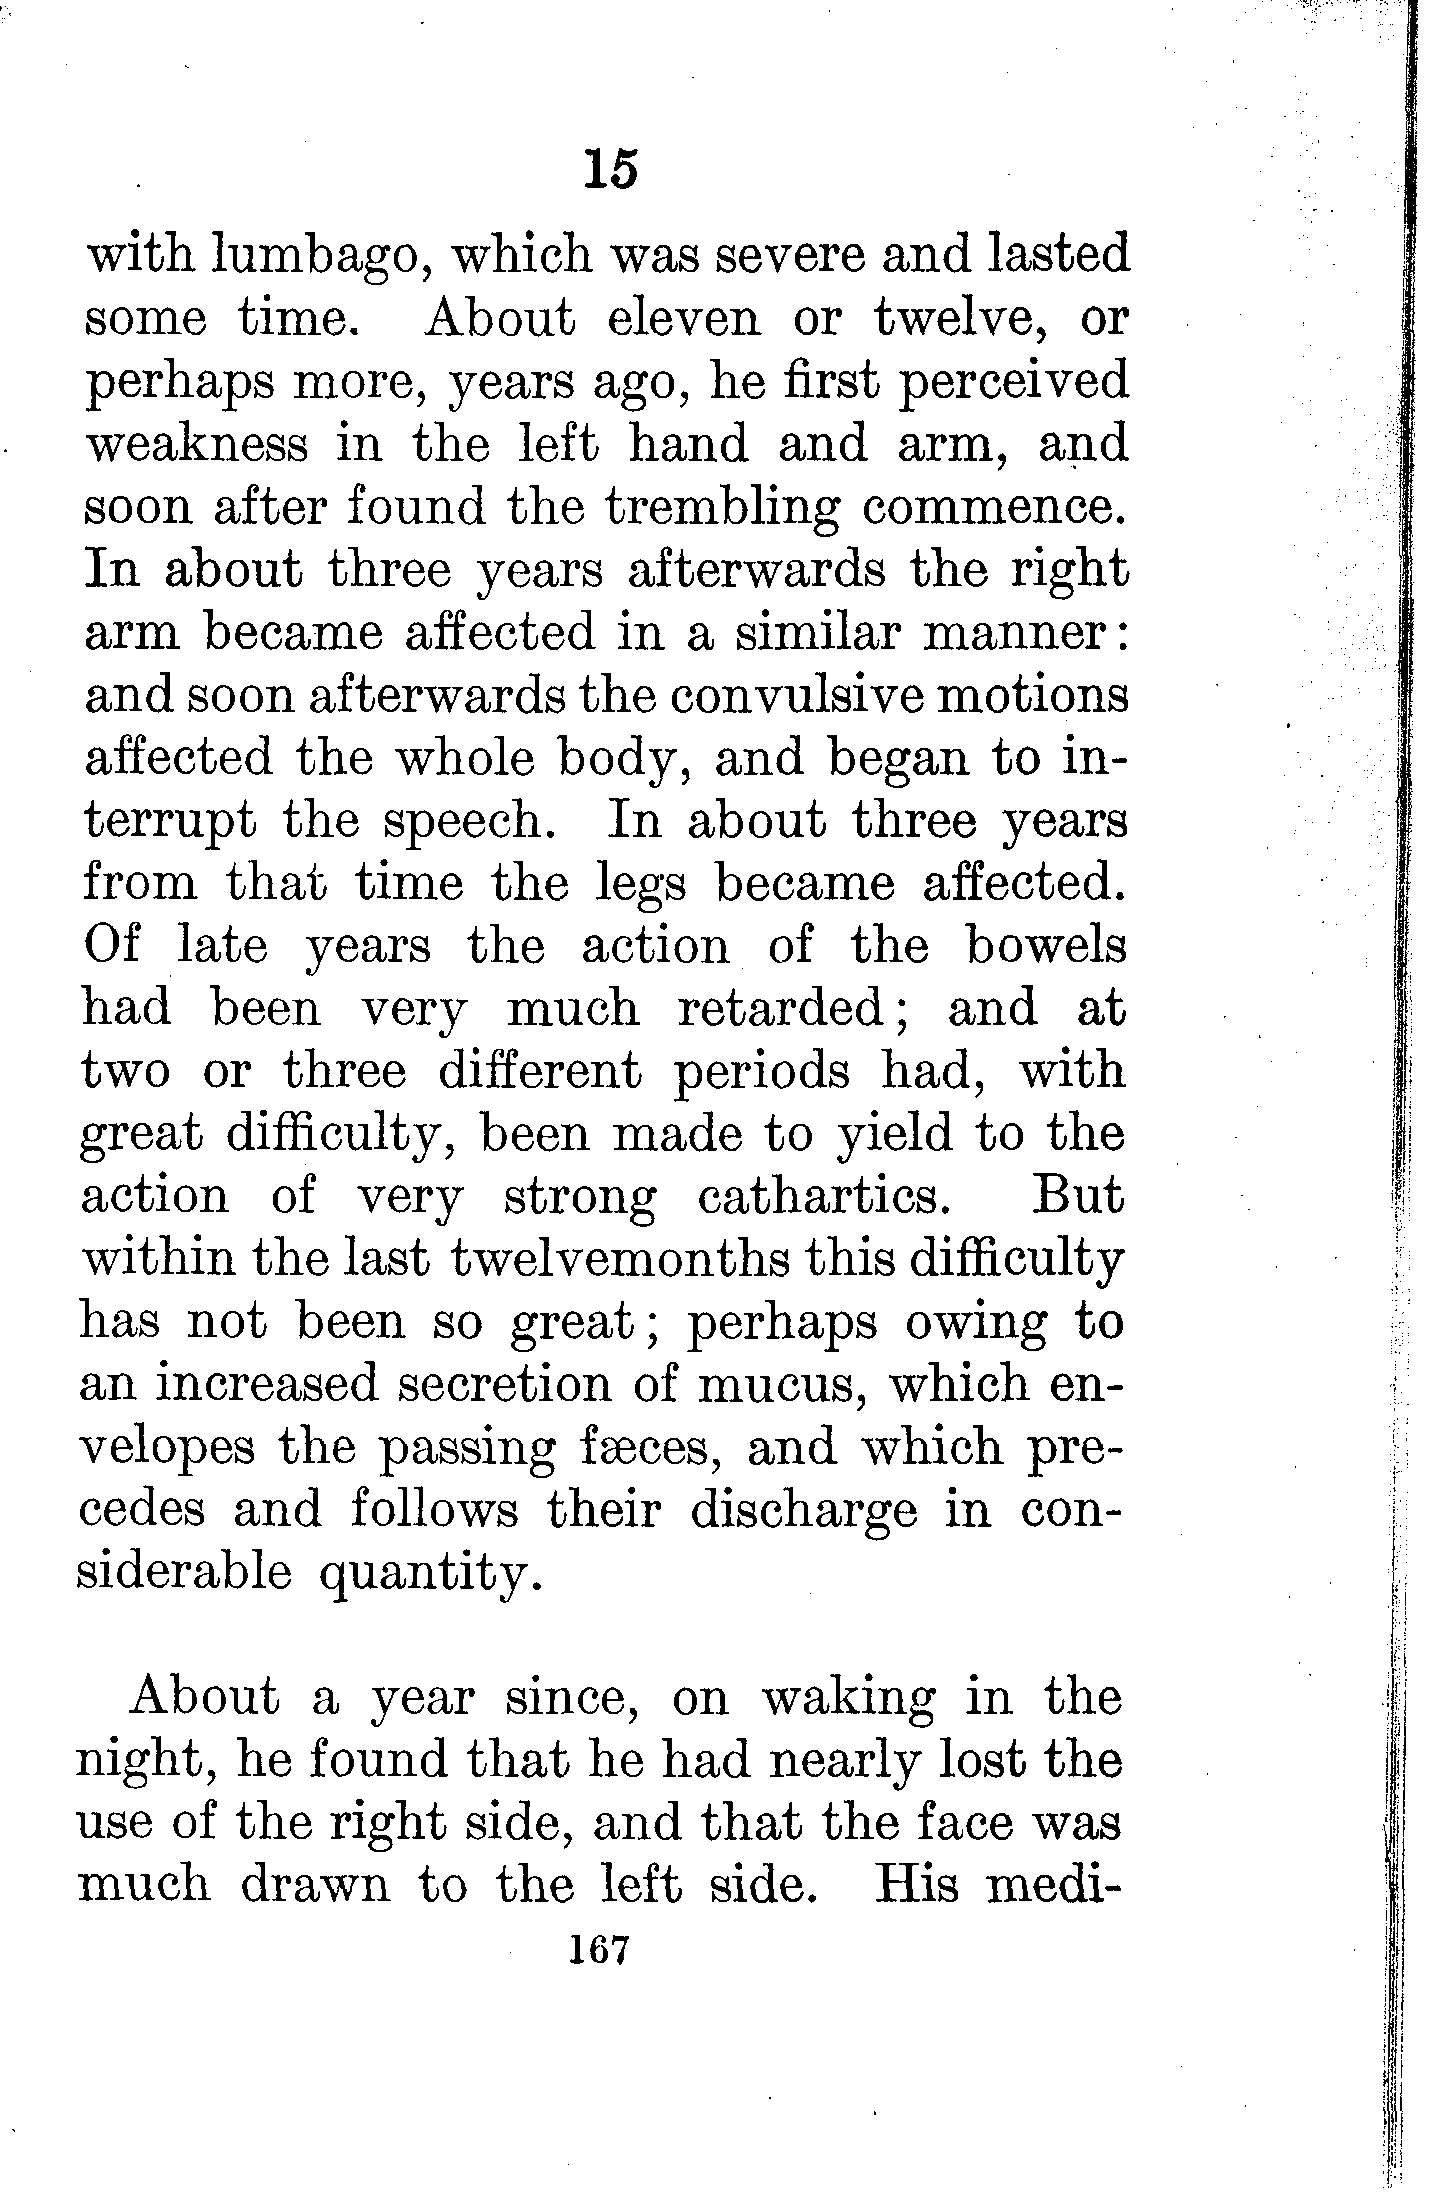 15
with lumbago, which was severe and lasted
some time. About eleven or twelve, or
perhaps more, years ago, he first perceived
weakness in the left hand and arm, and
soon after found the trembling commence.
In about three years afterwards the right
arm became affected in a similar manner:
and soon afterwards the convulsive motions
affected the whole body, and began to in-
terrupt the speech. In about three years
from that time the legs became affected.
Of late years the action of the bowels
had been very much retarded; and at
two or three different periods had, with
great difficulty, been made to yield to the
action of very strong cathartics. But
within the last twelvemonths this difficulty
has not been so great; perhaps owing to
an increased secretion of mucus, which en-
velopes the passing fæces, and which pre-
cedes and follows their discharge in con-
siderable quantity.
About a year since, on waking in the
night, he found that he had nearly lost the
use of the right side, and that the face was
much drawn to the left side. His medi-
167